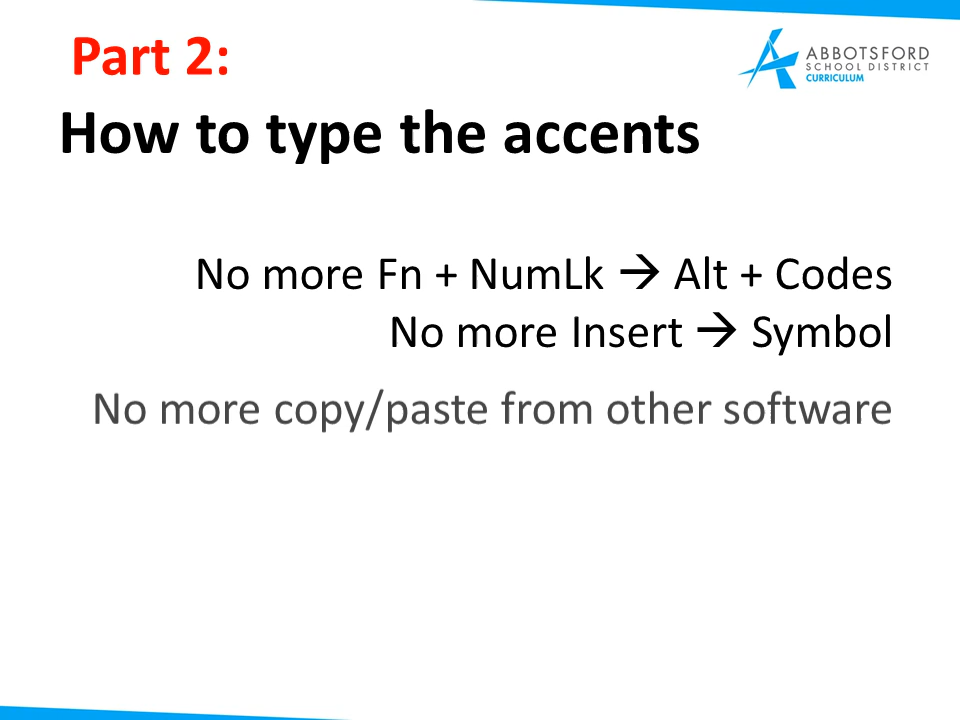 Part 2:
ABBOTSFORD
SCHOOL DISTRICT
CURRICULUM
How to type the accents
No more Fn + NumLk → Alt + Codes
No more Insert → Symbol
No more copy/paste from other software